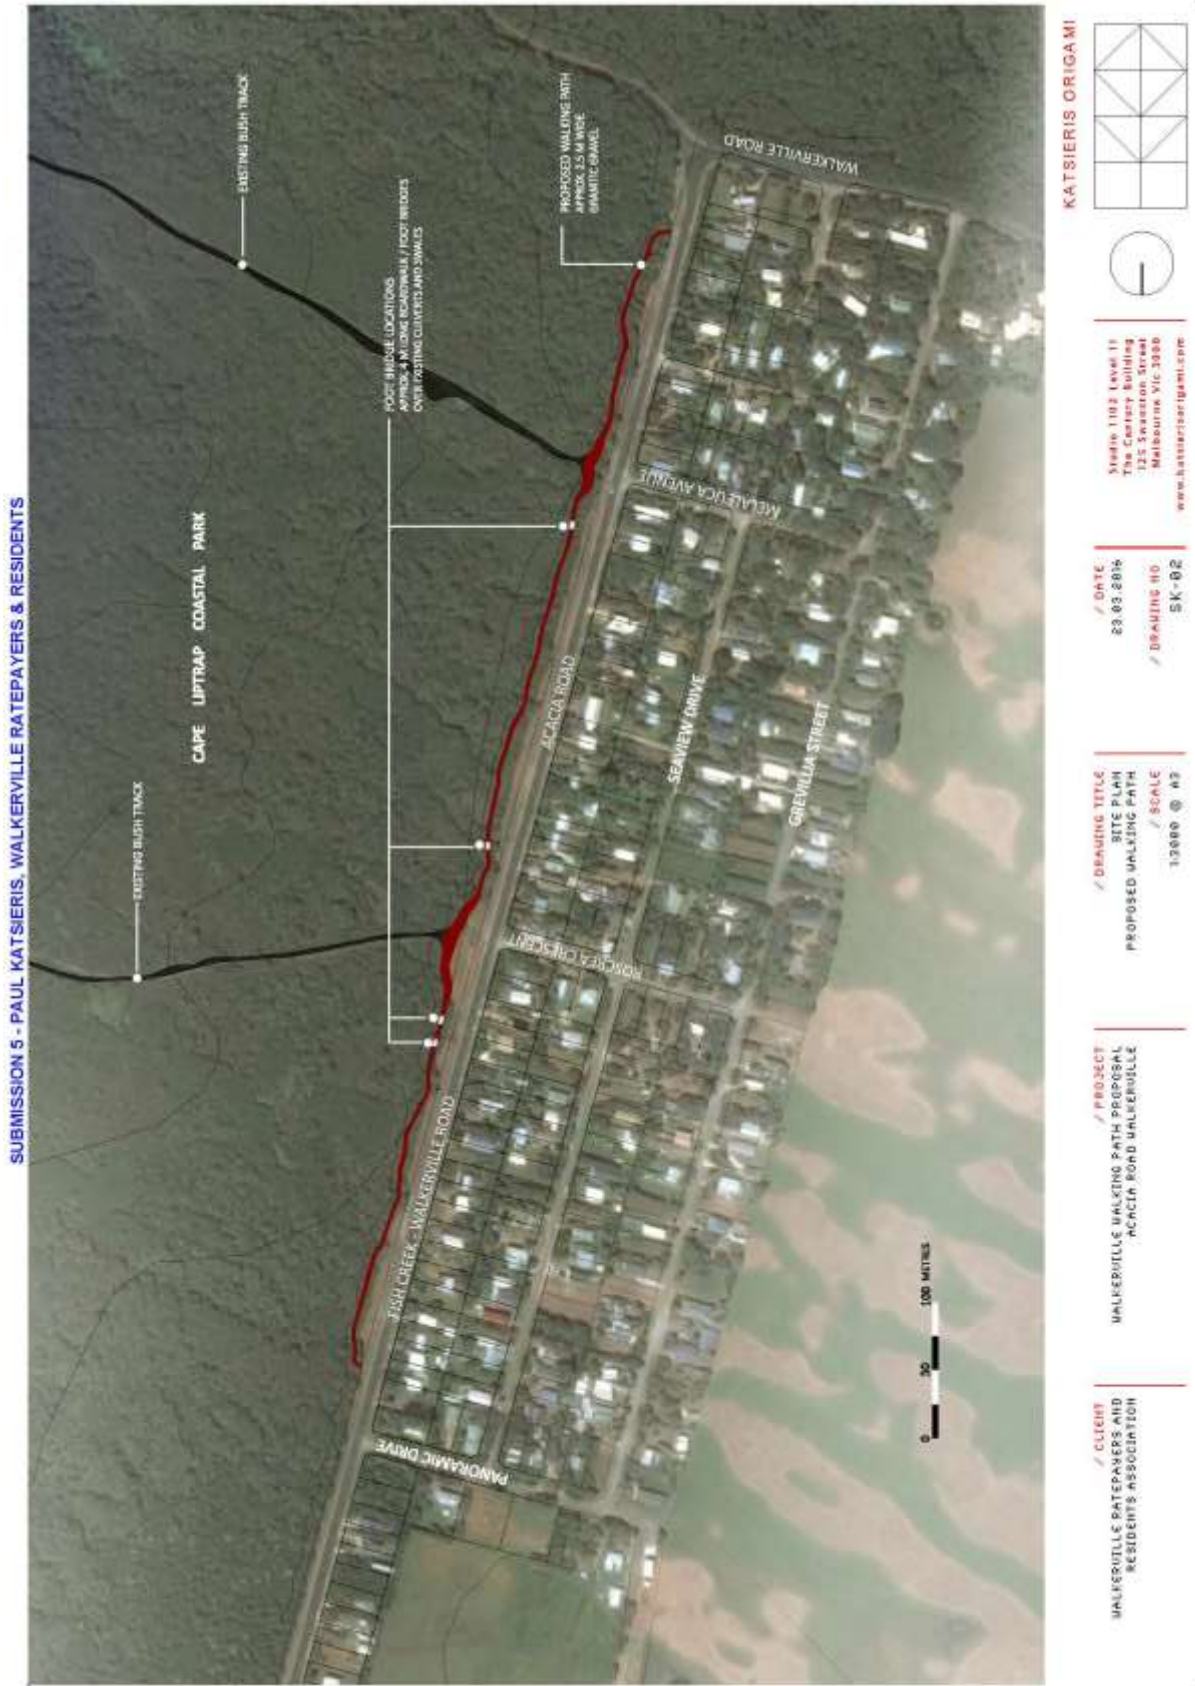 SUBMISSION 5 - PAUL KATSIERIS, WALKERVILLE RATEPAYERS & RESIDENTS
EXISTING BUSH TRACK
CAPE LIPTRAP COASTAL PARK
EXISTING BUSH TRACK
FOOT BRIDGE LOCATIONS
APPROX. 4 M LONG BOARDWALK / FOOT BRIDGES
OVER EXISTING CULVERTS AND SWALES
PROPOSED WALKING PATH
APPROX. 2.5 M WIDE
GRANITIC GRAVEL
WALKERVILLE ROAD
MELALEUCA AVENUE
ACACIA ROAD
SEAVIEW DRIVE
GREVILLIA STREET
ROSCREA CRESCENT
FISH CREEK - WALKERVILLE ROAD
PANORAMIC DRIVE
0 30 100 METRES
/ CLIENT
WALKERVILLE RATEPAYERS AND
RESIDENTS ASSOCIATION
/ PROJECT
WALKERVILLE WALKING PATH PROPOSAL
ACACIA ROAD WALKERVILLE
/ DRAWING TITLE
SITE PLAN
PROPOSED WALKING PATH
/ SCALE
1:3000 @ A3
/ DATE
23.03.2016
/ DRAWING NO
SK-02
Studio 1102 Level 11
The Century Building
125 Swanston Street
Melbourne Vic 3000
www.katsierisorigami.com
KATSIERIS ORIGAMI